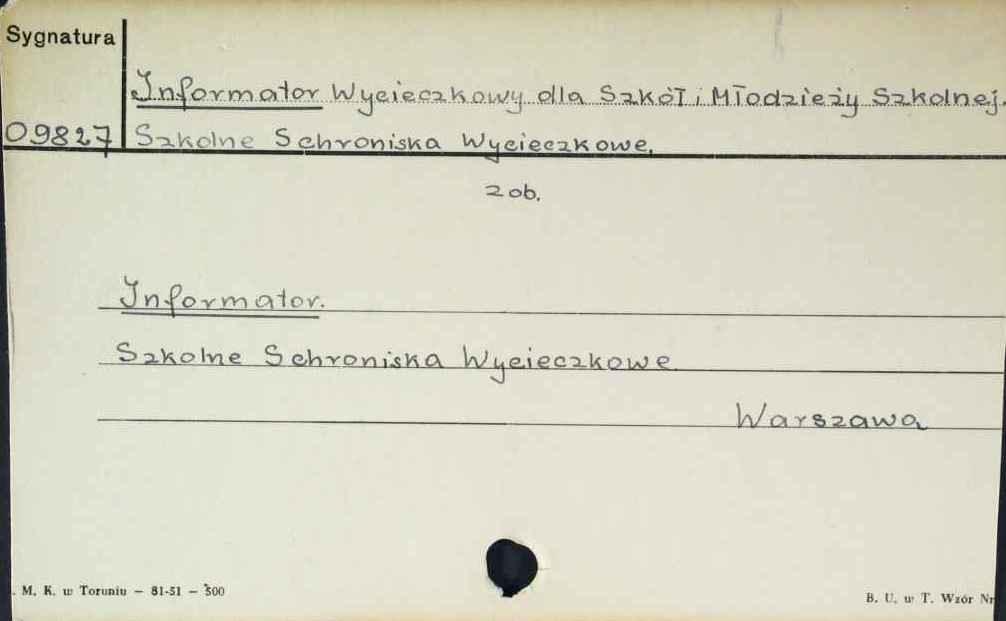 Sygnatura
Informator Wycieczkowy dla Szkół i Młodzieży Szkolnej.
09827 Szkolne Schroniska Wycieczkowe.
zob.
Informator.
Szkolne Schroniska Wycieczkowe.
Warszawa
. M. K. w Toruniu — 81-51 — 500
B. U. w T. Wzór Nr